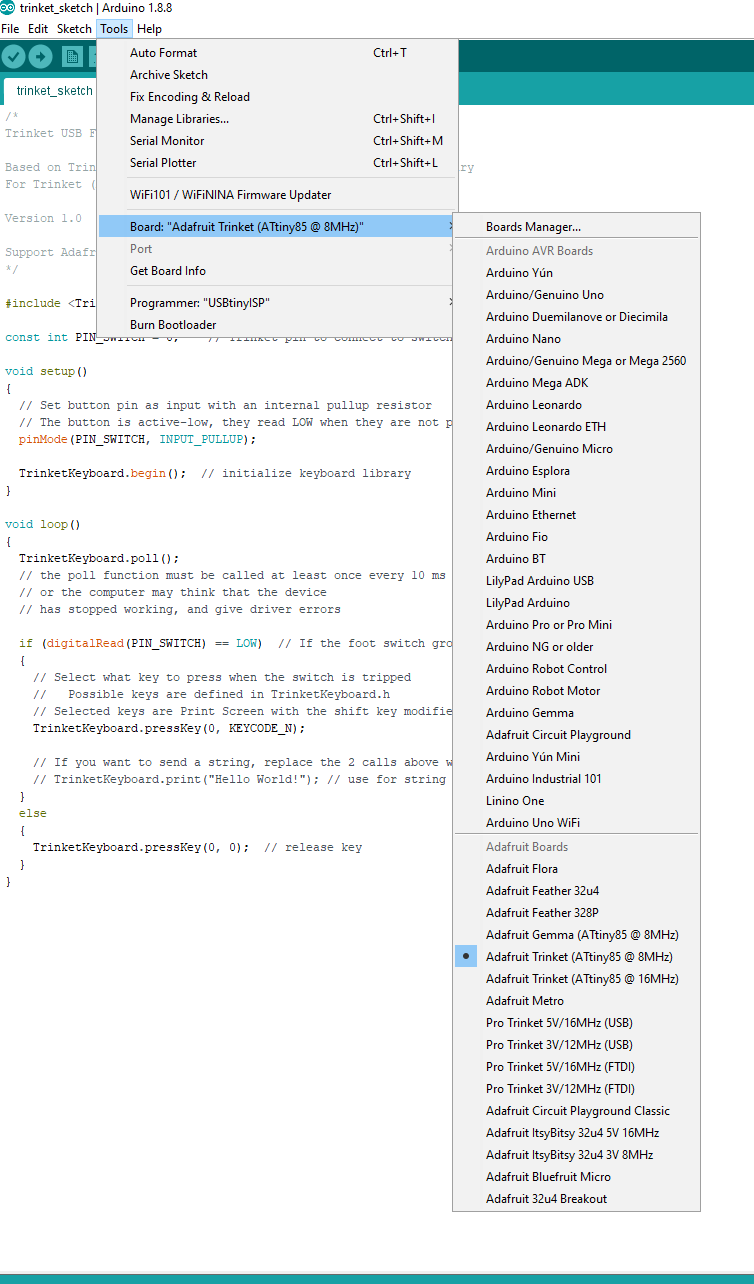 trinket_sketch | Arduino 1.8.8
File Edit Sketch Tools Help
trinket_sketch
Auto Format Ctrl+T
Archive Sketch
Fix Encoding & Reload
Manage Libraries... Ctrl+Shift+I
Serial Monitor Ctrl+Shift+M
Serial Plotter Ctrl+Shift+L
WiFi101 / WiFiNINA Firmware Updater
Board: "Adafruit Trinket (ATtiny85 @ 8MHz)"
Port
Get Board Info
Programmer: "USBtinyISP"
Burn Bootloader
/*
Trinket USB F
Based on Trin ry
For Trinket (
Version 1.0
Support Adafr
*/
#include <Tri
const int PIN_SWITCH = 0; // Trinket pin to connect to switch
void setup()
{
// Set button pin as input with an internal pullup resistor
// The button is active-low, they read LOW when they are not p
pinMode(PIN_SWITCH, INPUT_PULLUP);
TrinketKeyboard.begin(); // initialize keyboard library
}
void loop()
{
TrinketKeyboard.poll();
// the poll function must be called at least once every 10 ms
// or the computer may think that the device
// has stopped working, and give driver errors
if (digitalRead(PIN_SWITCH) == LOW) // If the foot switch gro
{
// Select what key to press when the switch is tripped
// Possible keys are defined in TrinketKeyboard.h
// Selected keys are Print Screen with the shift key modifie
TrinketKeyboard.pressKey(0, KEYCODE_N);
// If you want to send a string, replace the 2 calls above w
// TrinketKeyboard.print("Hello World!"); // use for string
}
else
{
TrinketKeyboard.pressKey(0, 0); // release key
}
}
Boards Manager...
Arduino AVR Boards
Arduino Yún
Arduino/Genuino Uno
Arduino Duemilanove or Diecimila
Arduino Nano
Arduino/Genuino Mega or Mega 2560
Arduino Mega ADK
Arduino Leonardo
Arduino Leonardo ETH
Arduino/Genuino Micro
Arduino Esplora
Arduino Mini
Arduino Ethernet
Arduino Fio
Arduino BT
LilyPad Arduino USB
LilyPad Arduino
Arduino Pro or Pro Mini
Arduino NG or older
Arduino Robot Control
Arduino Robot Motor
Arduino Gemma
Adafruit Circuit Playground
Arduino Yún Mini
Arduino Industrial 101
Linino One
Arduino Uno WiFi
Adafruit Boards
Adafruit Flora
Adafruit Feather 32u4
Adafruit Feather 328P
Adafruit Gemma (ATtiny85 @ 8MHz)
Adafruit Trinket (ATtiny85 @ 8MHz)
Adafruit Trinket (ATtiny85 @ 16MHz)
Adafruit Metro
Pro Trinket 5V/16MHz (USB)
Pro Trinket 3V/12MHz (USB)
Pro Trinket 5V/16MHz (FTDI)
Pro Trinket 3V/12MHz (FTDI)
Adafruit Circuit Playground Classic
Adafruit ItsyBitsy 32u4 5V 16MHz
Adafruit ItsyBitsy 32u4 3V 8MHz
Adafruit Bluefruit Micro
Adafruit 32u4 Breakout